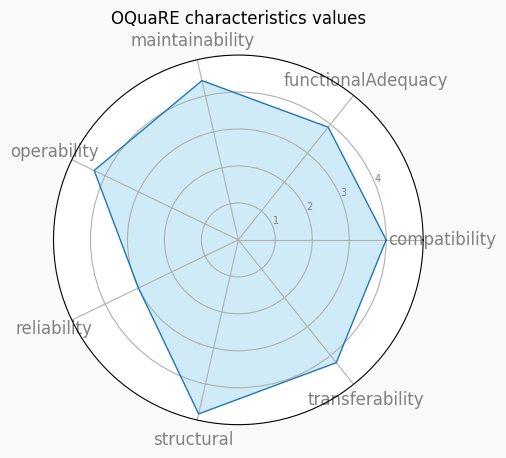 OQuaRE characteristics values
maintainability
functionalAdequacy
operability
4
3
2
1
compatibility
reliability
transferability
structural